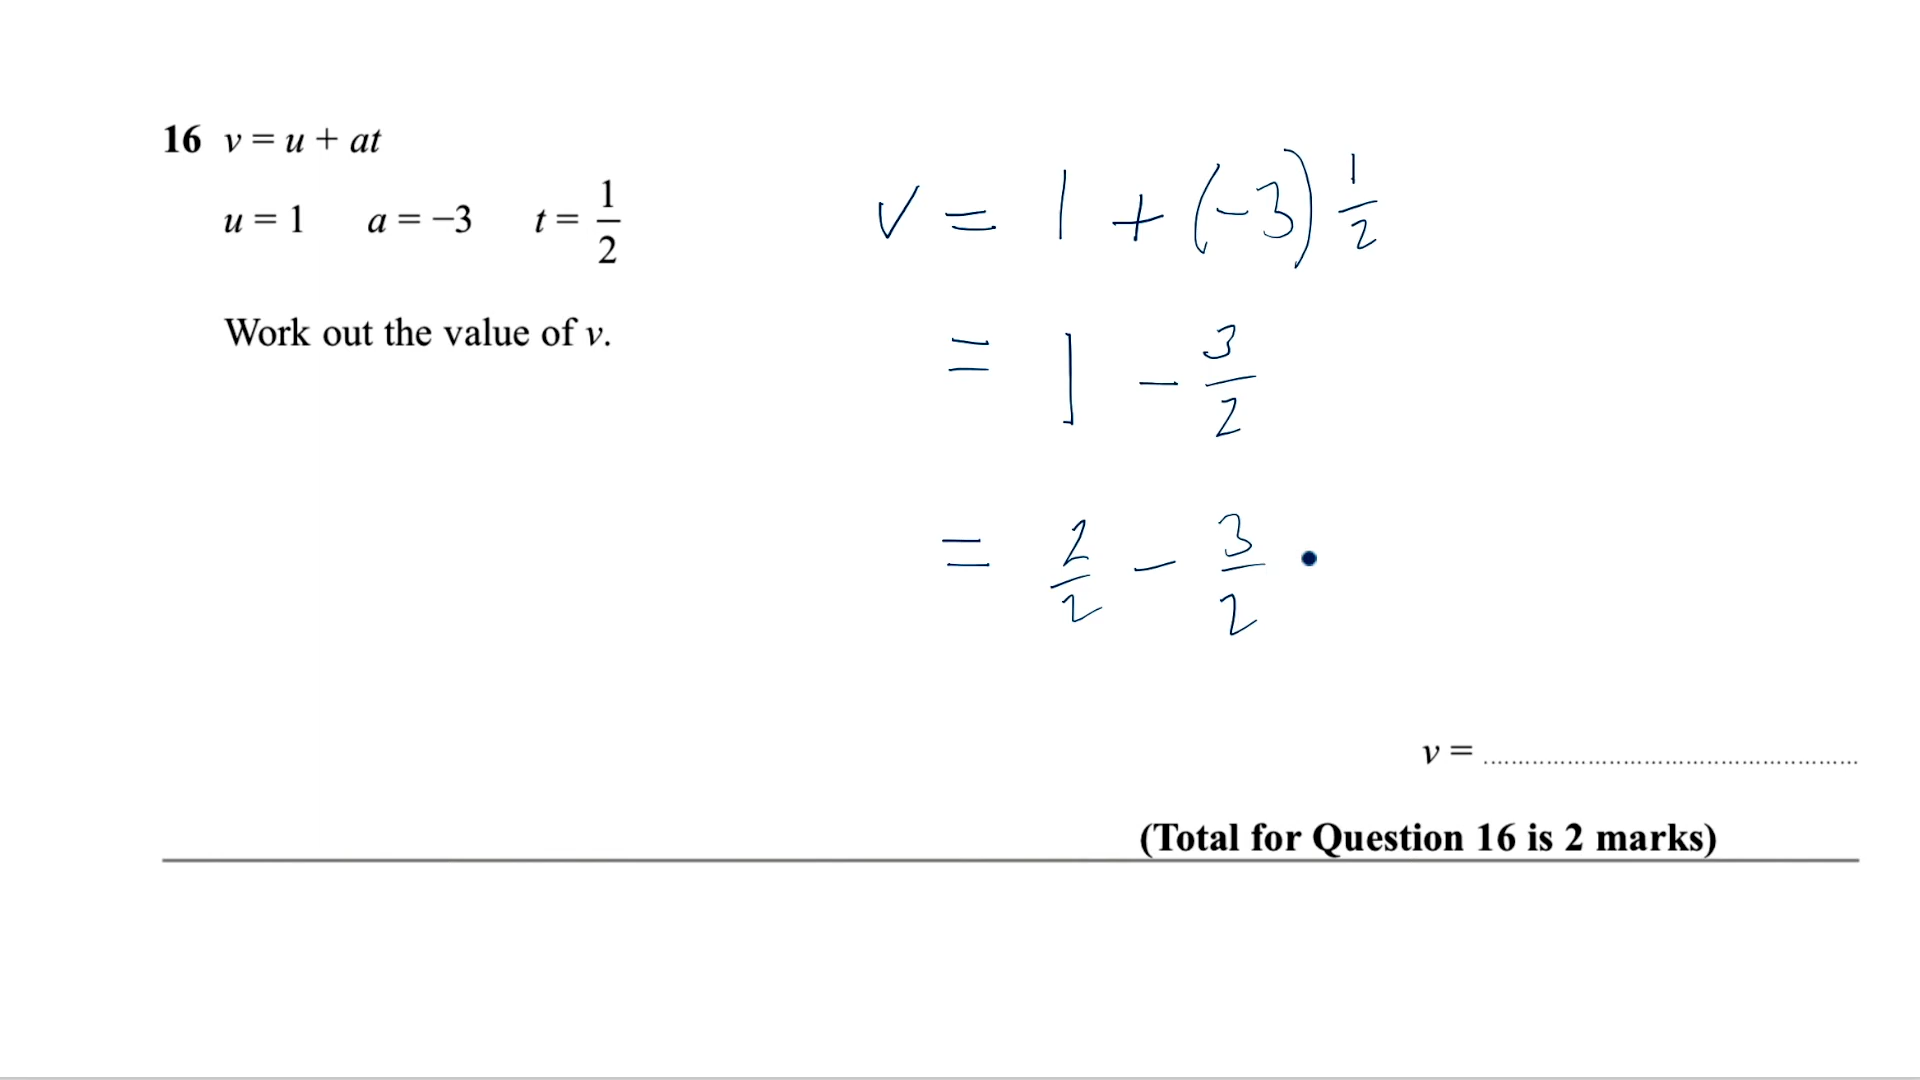 16 v = u + at
u = 1 a = −3 t = 1/2
Work out the value of v.
v = 1 + (-3) 1/2
= 1 - 3/2
= 2/2 - 3/2
v = ......................................................
(Total for Question 16 is 2 marks)